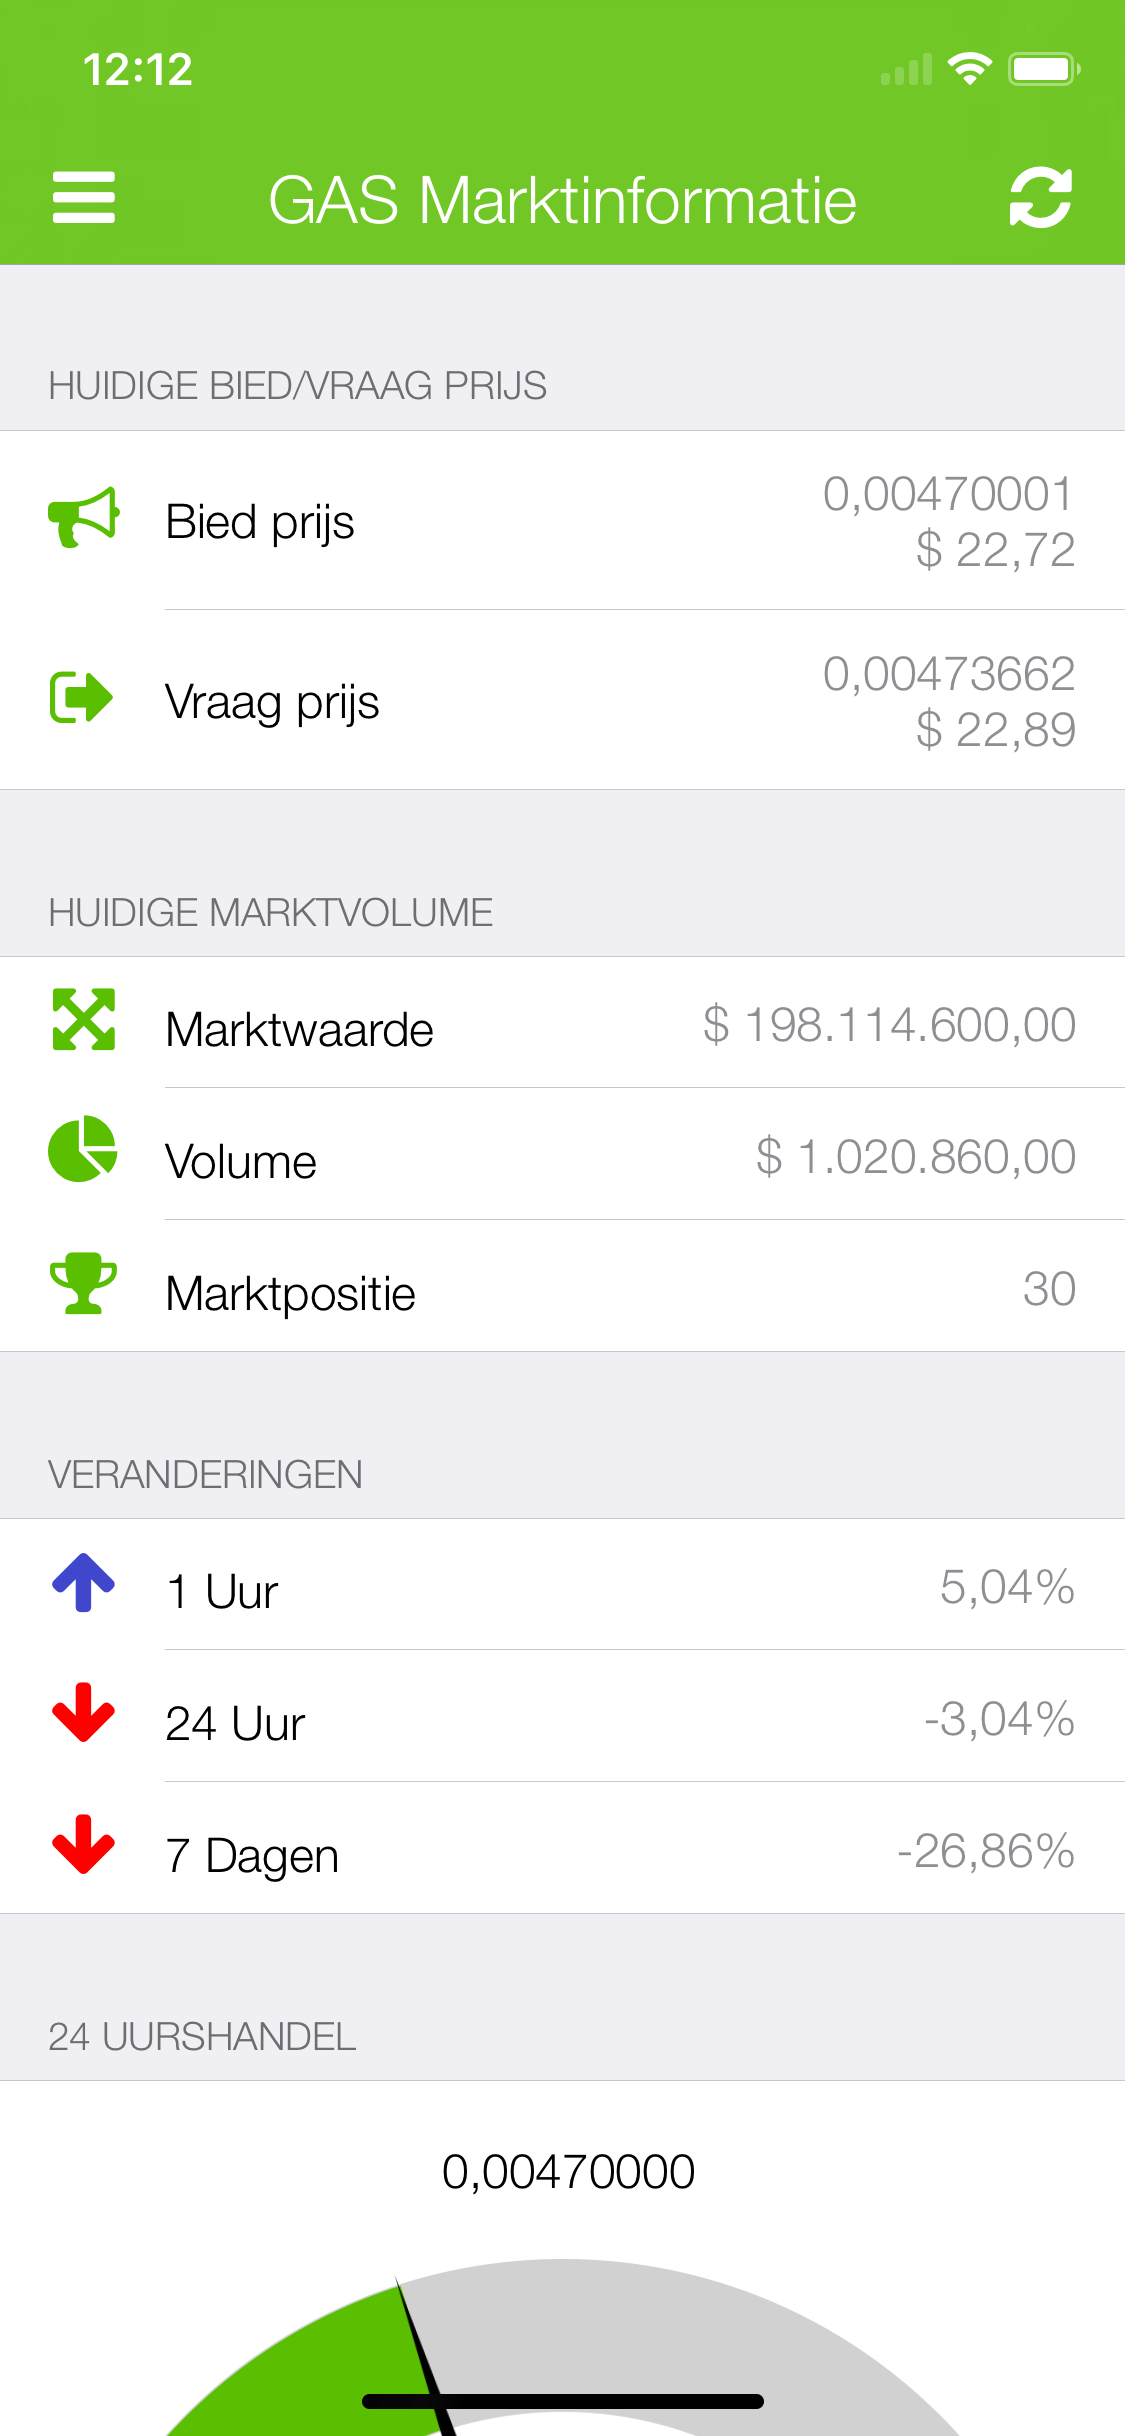 12:12
GAS Marktinformatie
HUIDIGE BIED/VRAAG PRIJS
Bied prijs
0,00470001
$ 22,72
Vraag prijs
0,00473662
$ 22,89
HUIDIGE MARKTVOLUME
Marktwaarde $ 198.114.600,00
Volume $ 1.020.860,00
Marktpositie 30
VERANDERINGEN
1 Uur 5,04%
24 Uur -3,04%
7 Dagen -26,86%
24 UURSHANDEL
0,00470000